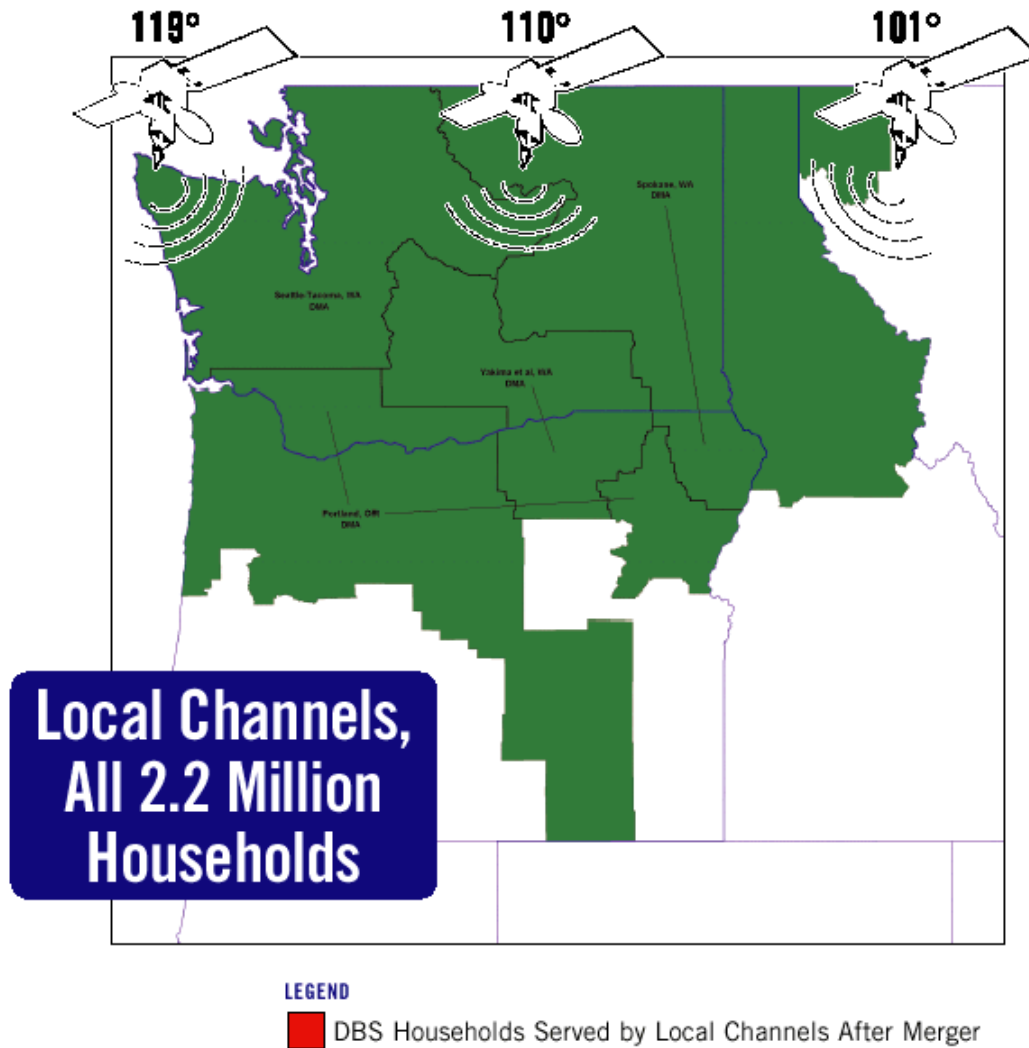 119° 110° 101°
Spokane, WA
DMA
Seattle-Tacoma, WA
DMA
Yakima et al, WA
DMA
Portland, OR
DMA
Local Channels,
All 2.2 Million
Households
LEGEND
DBS Households Served by Local Channels After Merger